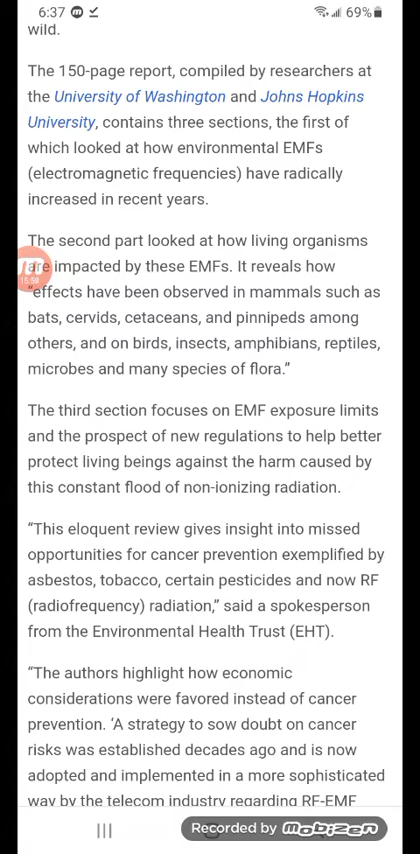 6:37 69%
wild.
The 150-page report, compiled by researchers at
the University of Washington and Johns Hopkins
University, contains three sections, the first of
which looked at how environmental EMFs
(electromagnetic frequencies) have radically
increased in recent years.
The second part looked at how living organisms
are impacted by these EMFs. It reveals how
15:59
“effects have been observed in mammals such as
bats, cervids, cetaceans, and pinnipeds among
others, and on birds, insects, amphibians, reptiles,
microbes and many species of flora.”
The third section focuses on EMF exposure limits
and the prospect of new regulations to help better
protect living beings against the harm caused by
this constant flood of non-ionizing radiation.
“This eloquent review gives insight into missed
opportunities for cancer prevention exemplified by
asbestos, tobacco, certain pesticides and now RF
(radiofrequency) radiation,” said a spokesperson
from the Environmental Health Trust (EHT).
“The authors highlight how economic
considerations were favored instead of cancer
prevention. ‘A strategy to sow doubt on cancer
risks was established decades ago and is now
adopted and implemented in a more sophisticated
way by the telecom industry regarding RF-EMF
Recorded by mobizen